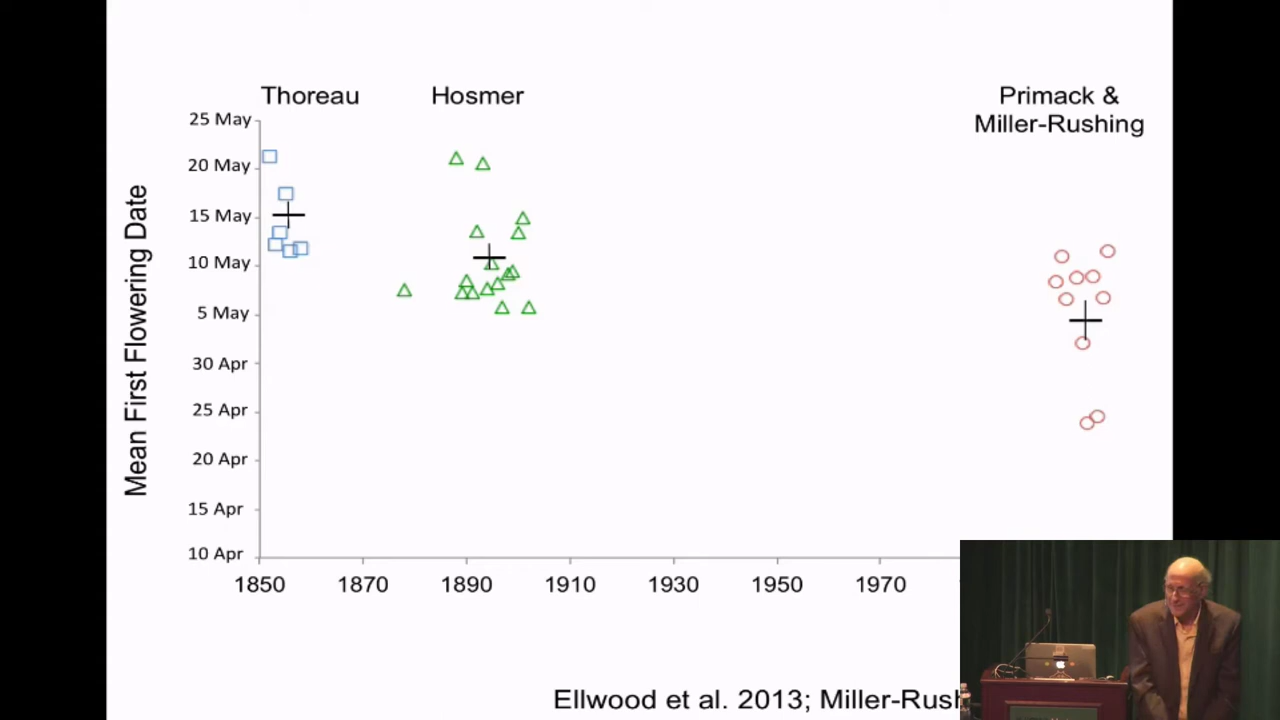 Thoreau
Hosmer
Primack &
Miller-Rushing
Mean First Flowering Date
25 May
20 May
15 May
10 May
5 May
30 Apr
25 Apr
20 Apr
15 Apr
10 Apr
1850
1870
1890
1910
1930
1950
1970
Ellwood et al. 2013; Miller-Rush